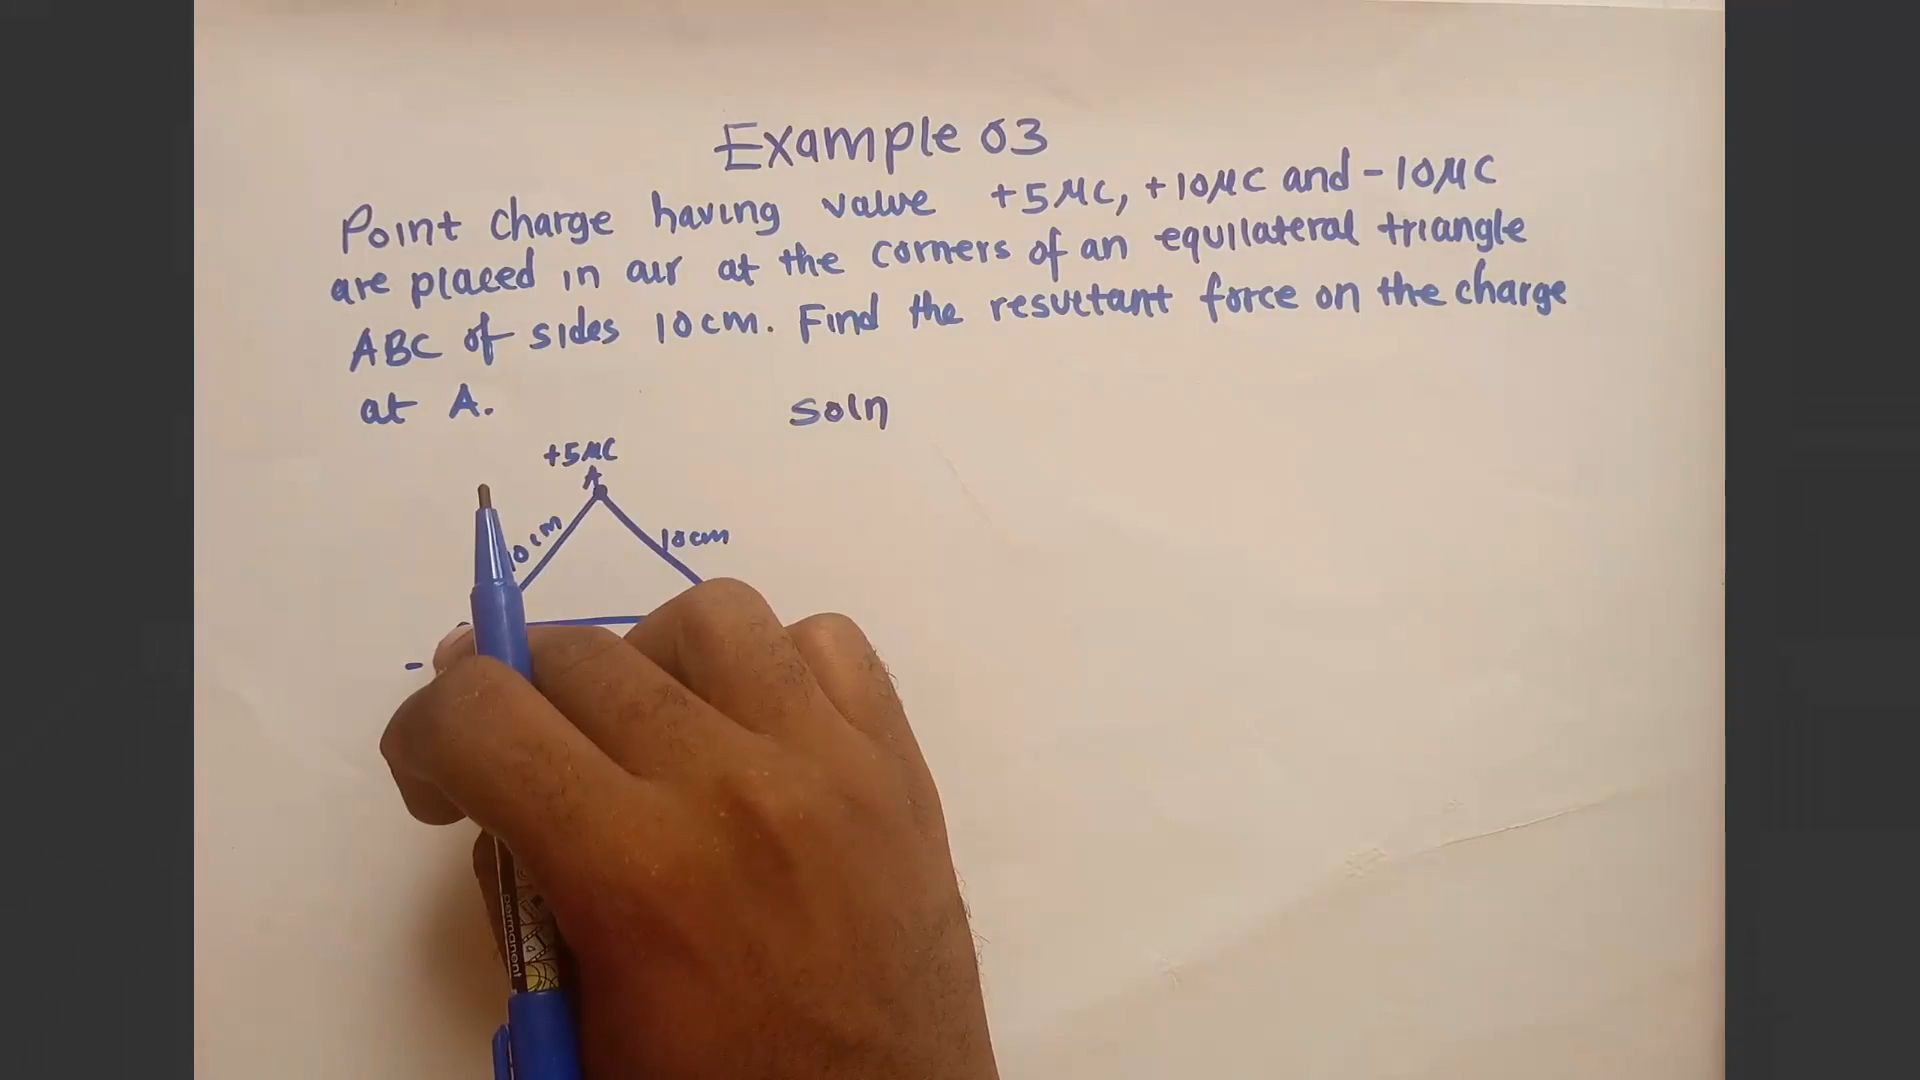 Example 03
Point charge having value +5μC, +10μC and -10μC
are placed in air at the corners of an equilateral triangle
ABC of sides 10cm. Find the resultant force on the charge
at A.
soln
+5μC
A
10cm
10cm
-
permanent